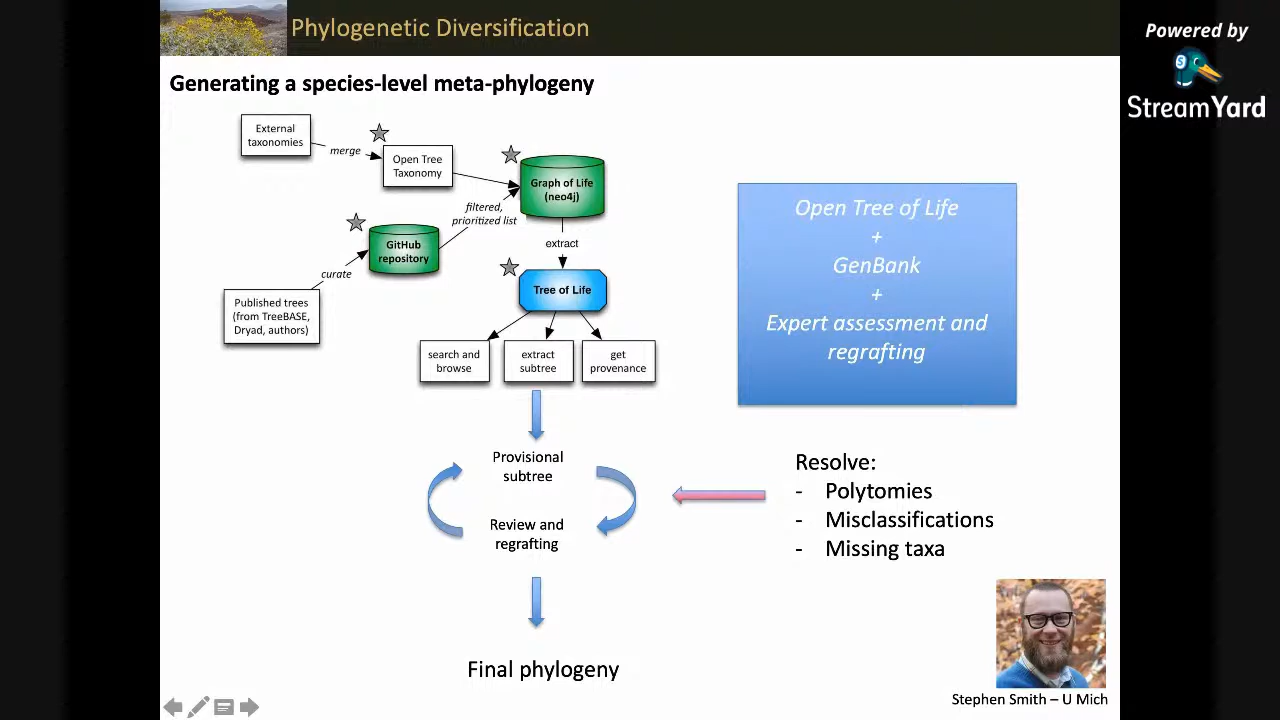 Phylogenetic Diversification
Powered by
StreamYard
Generating a species-level meta-phylogeny
External
taxonomies
merge
Open Tree
Taxonomy
Graph of Life
(neo4j)
filtered,
prioritized list
GitHub
repository
curate
Published trees
(from TreeBASE,
Dryad, authors)
extract
Tree of Life
search and
browse
extract
subtree
get
provenance
Open Tree of Life
+
GenBank
+
Expert assessment and
regrafting
Provisional
subtree
Review and
regrafting
Resolve:
- Polytomies
- Misclassifications
- Missing taxa
Final phylogeny
Stephen Smith – U Mich